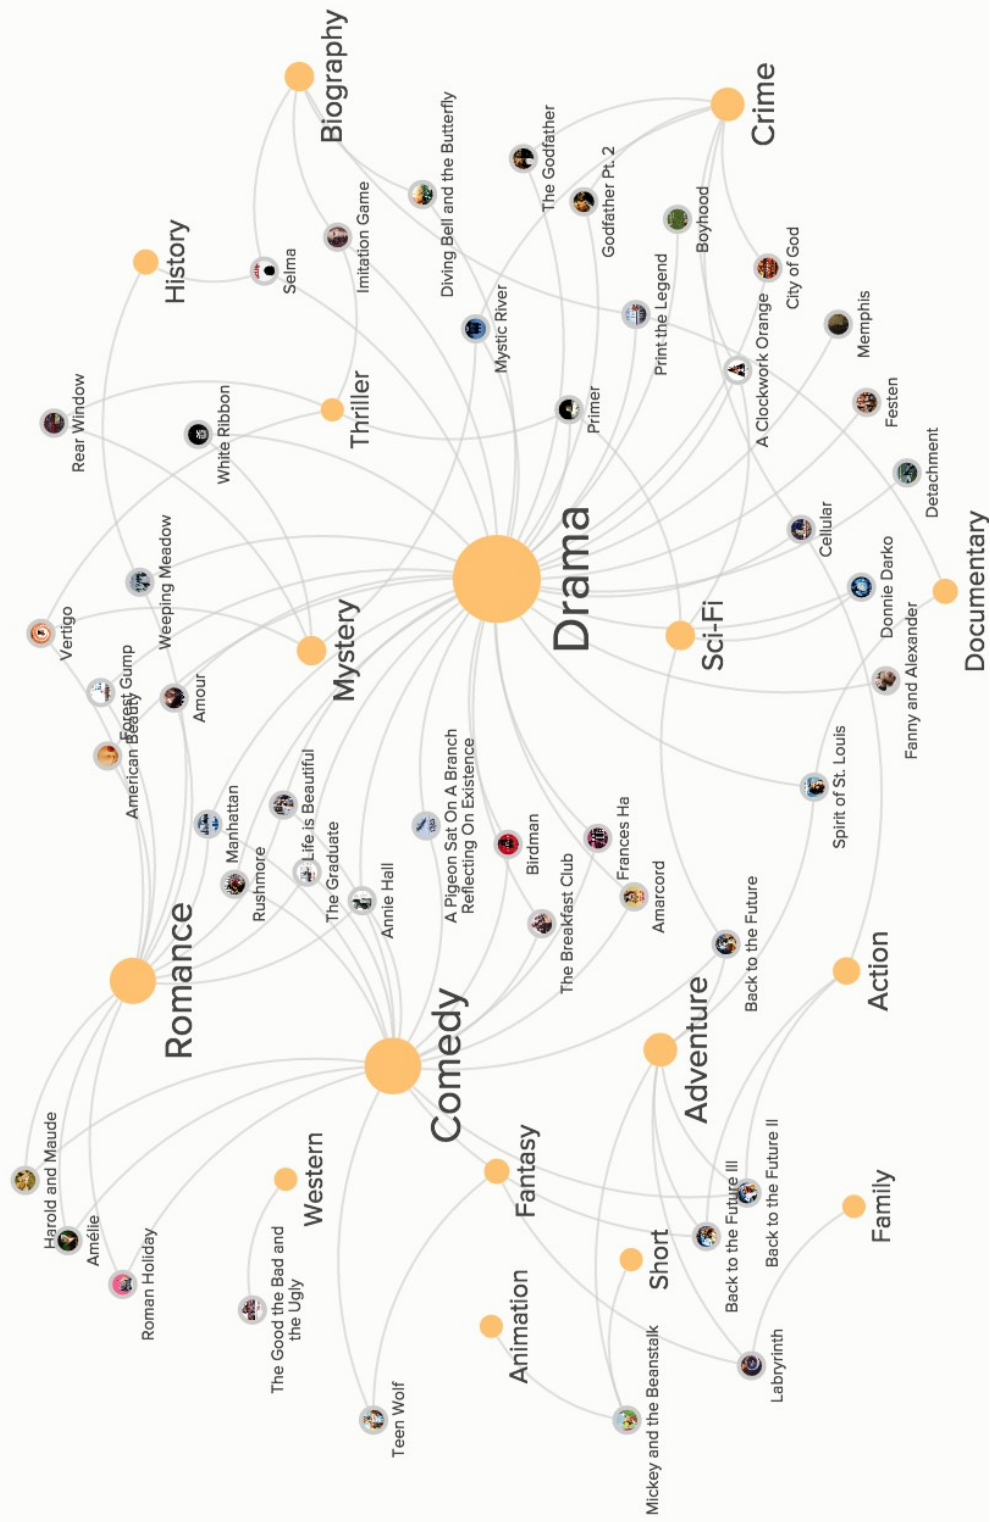 Harold and Maude
Vertigo
Rear Window
Amélie
Forest Gump
American Beauty
Roman Holiday
Weeping Meadow
History
Romance
Amour
White Ribbon
Manhattan
Rushmore
The Good the Bad and
the Ugly
Selma
Life is Beautiful
Western
Biography
The Graduate
Mystery
Thriller
Imitation Game
Annie Hall
Teen Wolf
Comedy
Diving Bell and the Butterfly
A Pigeon Sat On A Branch
Reflecting On Existence
Mystic River
Animation
Fantasy
Birdman
The Godfather
The Breakfast Club
Drama
Primer
Godfather Pt. 2
Frances Ha
Mickey and the Beanstalk
Short
Amarcord
Print the Legend
Adventure
Boyhood
Sci-Fi
Back to the Future III
Back to the Future
A Clockwork Orange
Crime
Back to the Future II
Labryrinth
City of God
Cellular
Spirit of St. Louis
Memphis
Action
Family
Donnie Darko
Festen
Fanny and Alexander
Detachment
Documentary